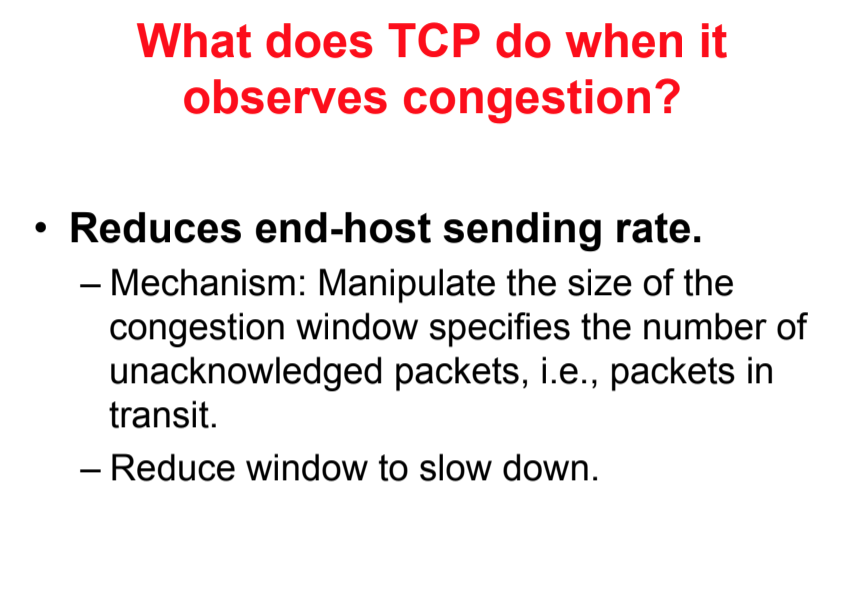 What does TCP do when it
observes congestion?
• Reduces end-host sending rate.
– Mechanism: Manipulate the size of the
congestion window specifies the number of
unacknowledged packets, i.e., packets in
transit.
– Reduce window to slow down.